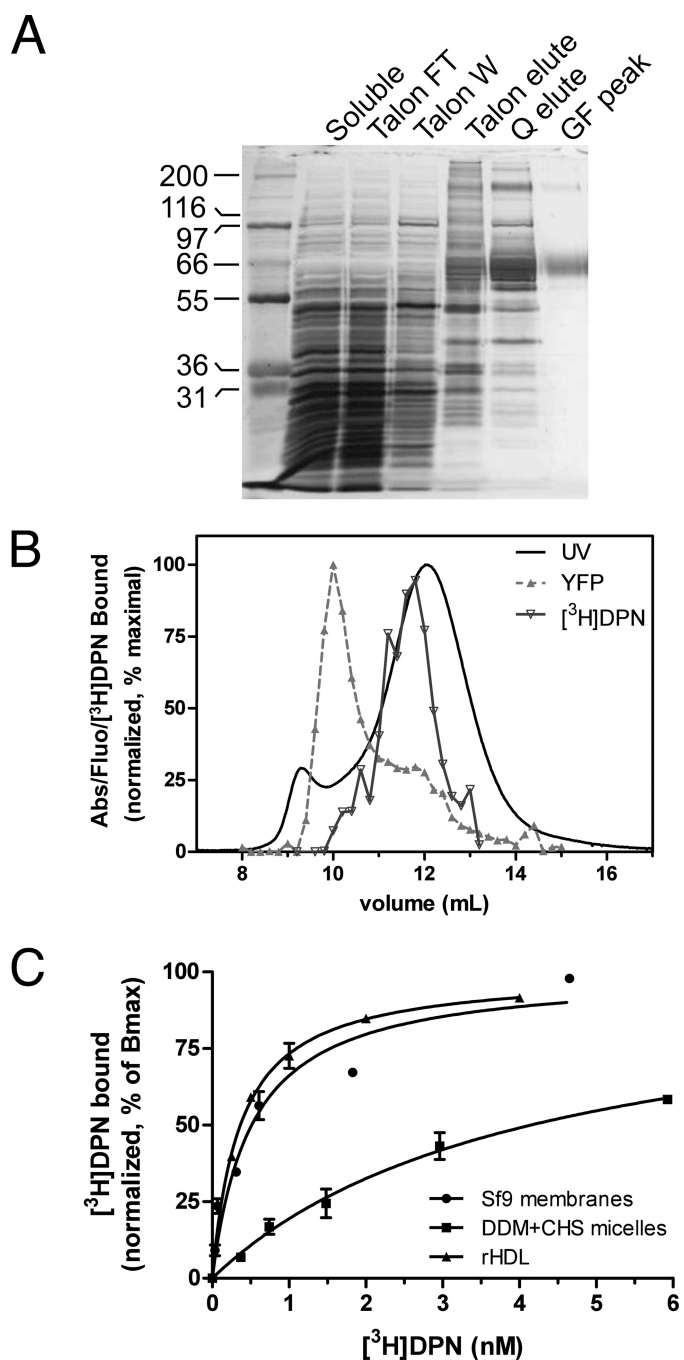 A
Soluble
Talon FT
Talon W
Talon elute
Q elute
GF peak
200
116
97
66
55
36
31
B
Abs/Fluo/[³H]DPN Bound
(normalized, % maximal)
100
75
50
25
0
UV
YFP
[³H]DPN
8
10
12
14
16
volume (mL)
C
[³H]DPN bound
(normalized, % of Bmax)
100
75
50
25
0
Sf9 membranes
DDM+CHS micelles
rHDL
0
1
2
3
4
5
6
[³H]DPN (nM)